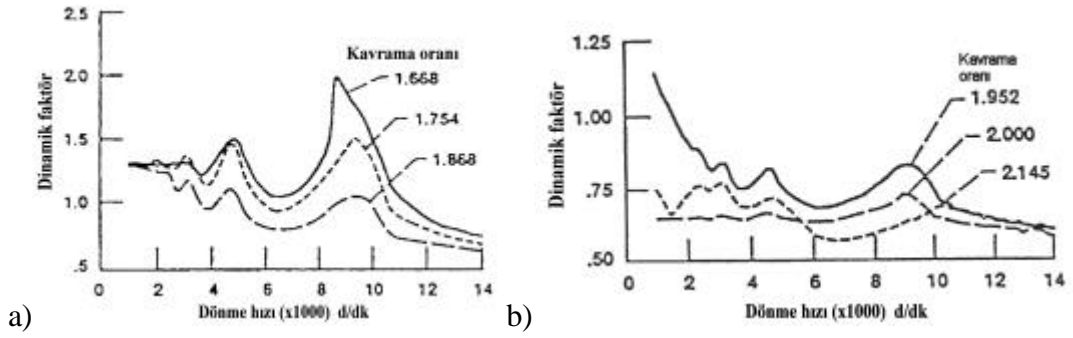 2.5
2.0
1.5
1.0
.5
Dinamik faktör
Kavrama oranı
1.668
1.754
1.868
0 2 4 6 8 10 12 14
Dönme hızı (x1000) d/dk
a)
1.25
1.00
.75
.50
Dinamik faktör
Kavrama
oranı
1.952
2.000
2.145
0 2 4 6 8 10 12 14
Dönme hızı (x1000) d/dk
b)